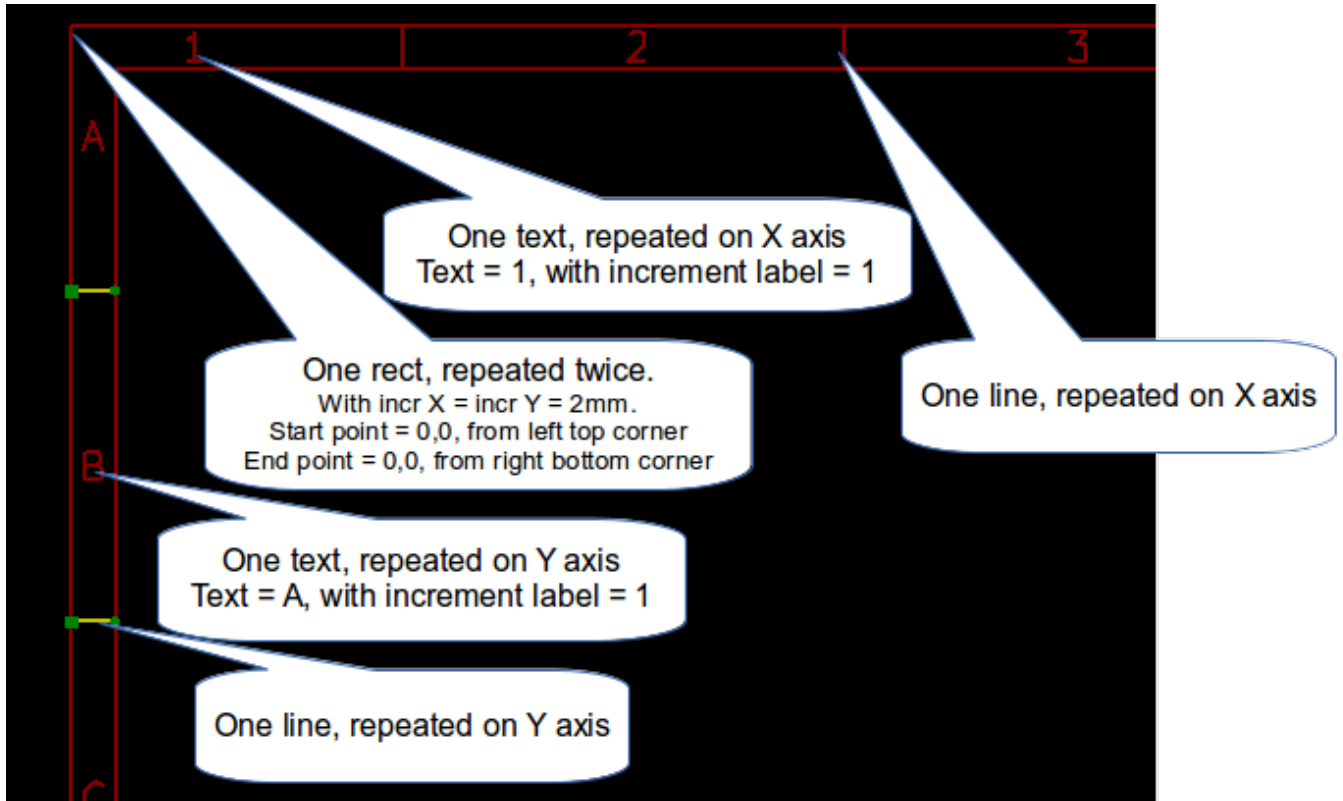 1 2 3
A
One text, repeated on X axis
Text = 1, with increment label = 1
One rect, repeated twice.
With incr X = incr Y = 2mm.
Start point = 0,0, from left top corner
End point = 0,0, from right bottom corner
One line, repeated on X axis
B
One text, repeated on Y axis
Text = A, with increment label = 1
One line, repeated on Y axis
C